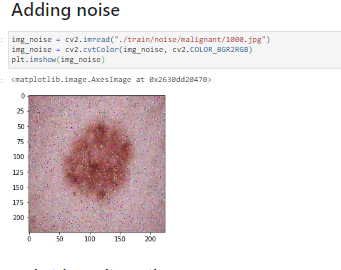 Adding noise
img_noise = cv2.imread("./train/noise/malignant/1000.jpg")
img_noise = cv2.cvtColor(img_noise, cv2.COLOR_BGR2RGB)
plt.imshow(img_noise)
<matplotlib.image.AxesImage at 0x2630dd20470>
0
25
50
75
100
125
150
175
200
0 50 100 150 200